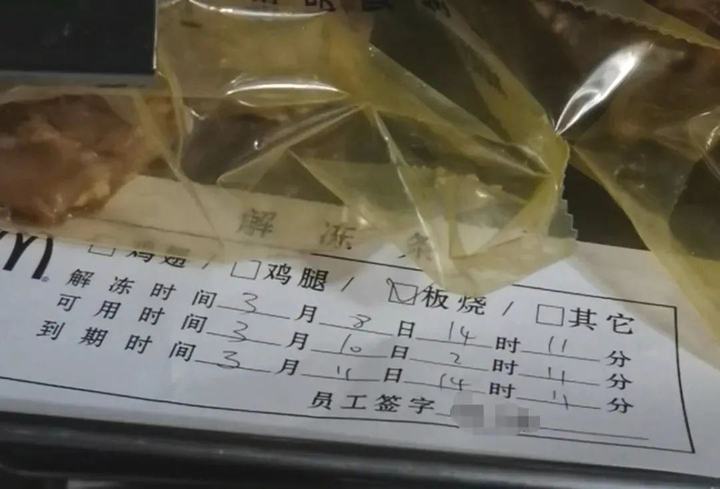 解冻条
□鸡翅 / □鸡腿 / ☑板烧 / □其它
解冻时间 3 月 8 日 14 时 11 分
可用时间 3 月 10 日 2 时 11 分
到期时间 3 月 11 日 14 时 11 分
员工签字